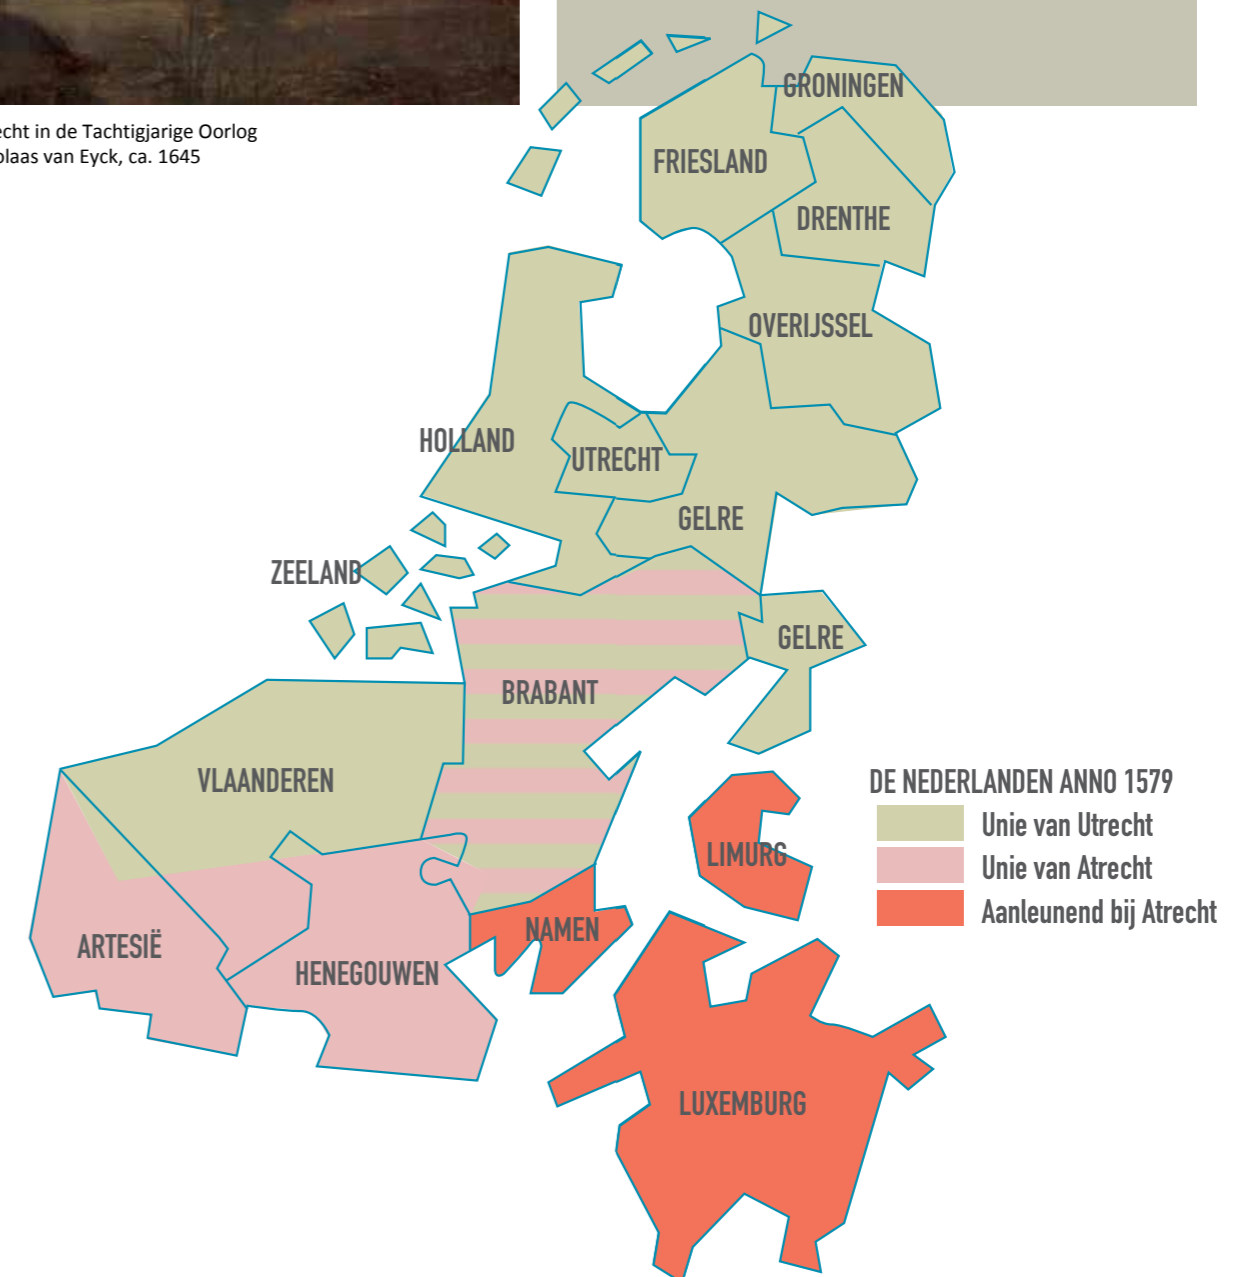 echt in de Tachtigjarige Oorlog
olaas van Eyck, ca. 1645
GRONINGEN
FRIESLAND
DRENTHE
OVERIJSSEL
HOLLAND
UTRECHT
GELRE
ZEELAND
GELRE
BRABANT
VLAANDEREN
DE NEDERLANDEN ANNO 1579
Unie van Utrecht
Unie van Atrecht
Aanleunend bij Atrecht
LIMURG
NAMEN
ARTESIË
HENEGOUWEN
LUXEMBURG